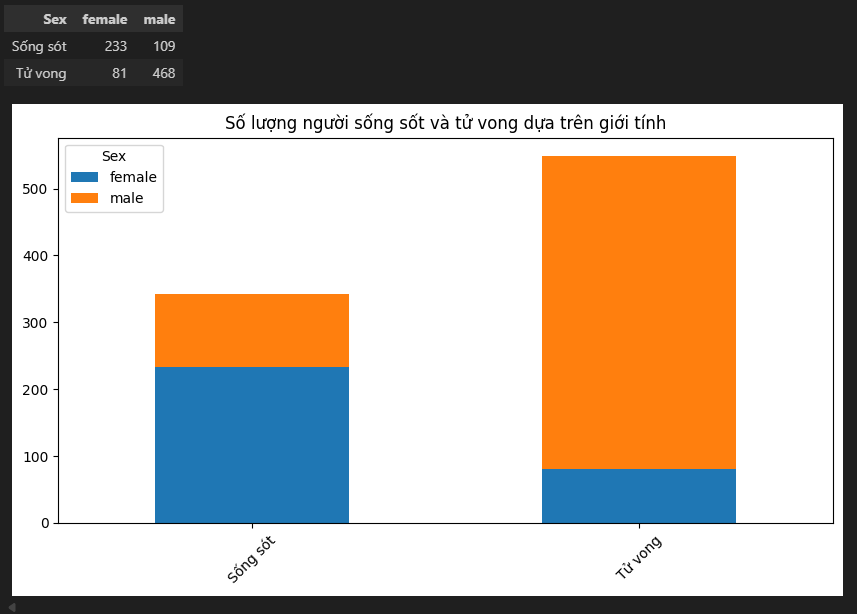 Sex female male
Sống sót 233 109
Tử vong 81 468
Số lượng người sống sốt và tử vong dựa trên giới tính
Sex
female
male
500
400
300
200
100
0
Sống sót
Tử vong